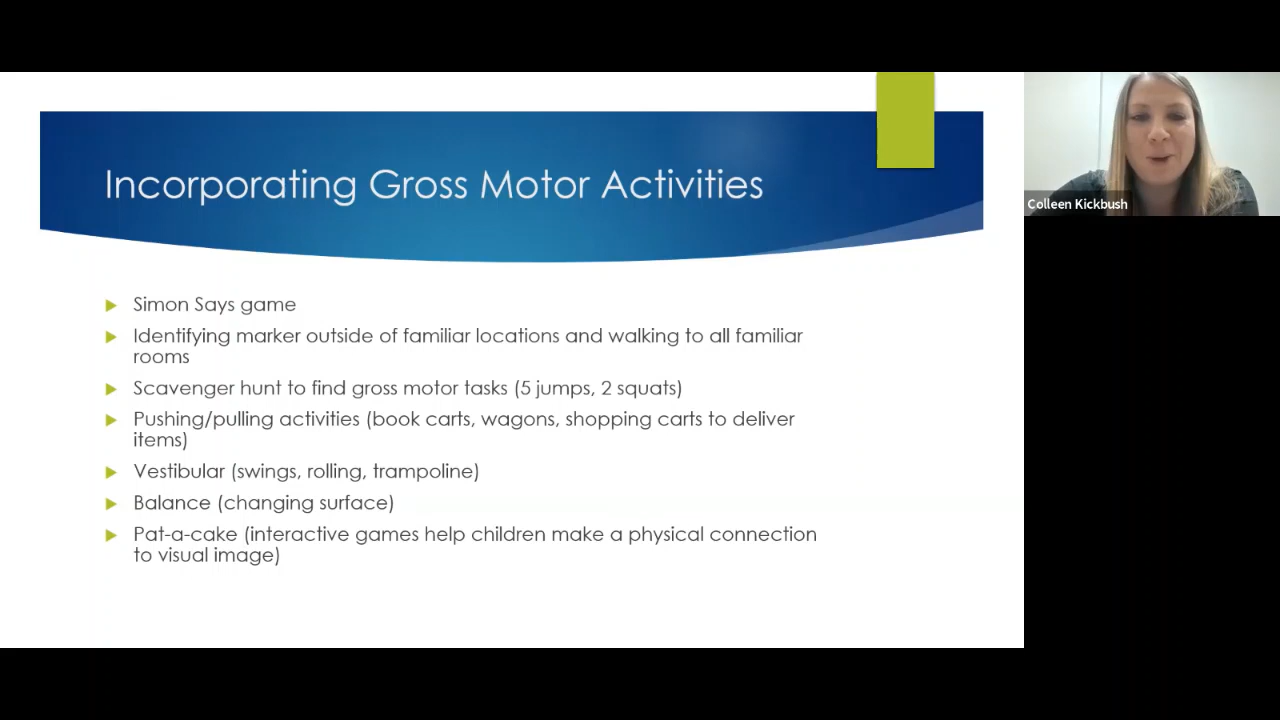 Incorporating Gross Motor Activities
Colleen Kickbush
Simon Says game
Identifying marker outside of familiar locations and walking to all familiar
rooms
Scavenger hunt to find gross motor tasks (5 jumps, 2 squats)
Pushing/pulling activities (book carts, wagons, shopping carts to deliver
items)
Vestibular (swings, rolling, trampoline)
Balance (changing surface)
Pat-a-cake (interactive games help children make a physical connection
to visual image)